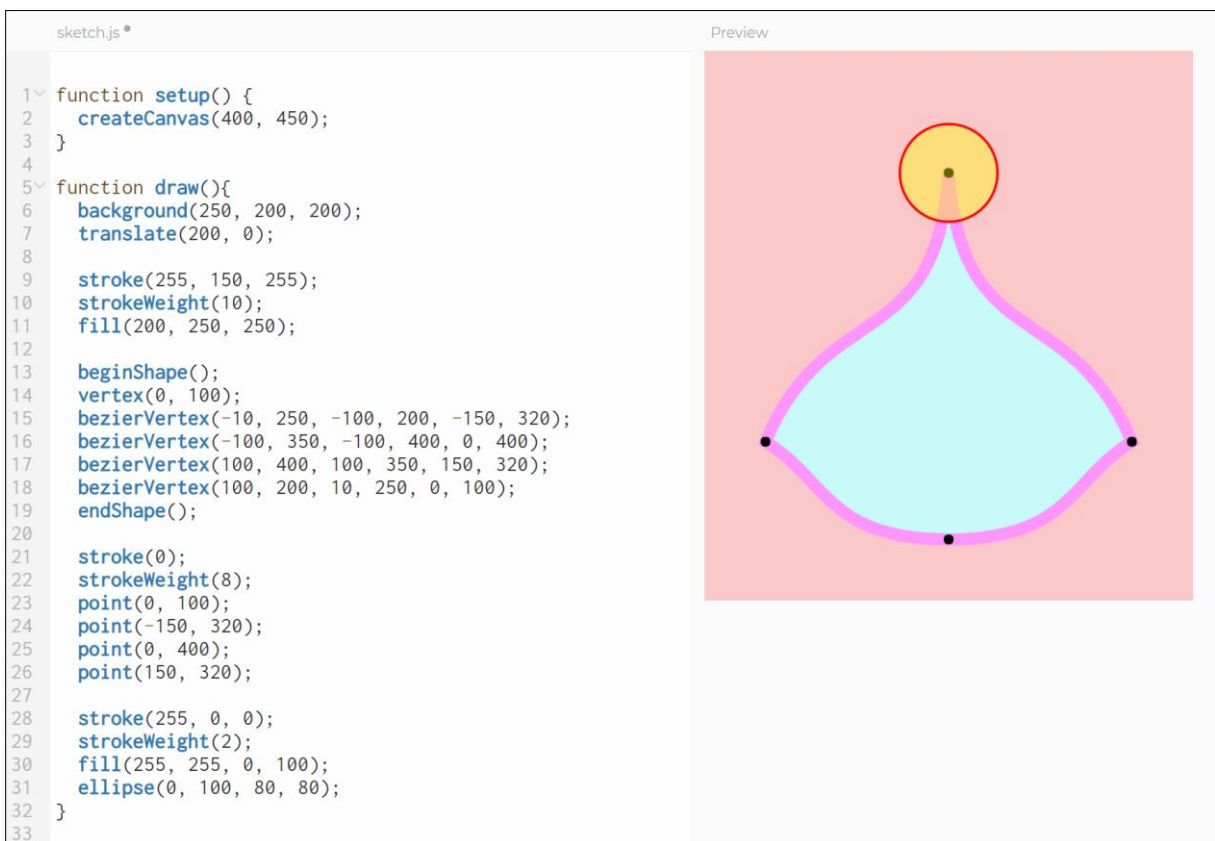 sketch.js
Preview
1 function setup() {
2 createCanvas(400, 450);
3 }
4
5 function draw(){
6 background(250, 200, 200);
7 translate(200, 0);
8
9 stroke(255, 150, 255);
10 strokeWeight(10);
11 fill(200, 250, 250);
12
13 beginShape();
14 vertex(0, 100);
15 bezierVertex(-10, 250, -100, 200, -150, 320);
16 bezierVertex(-100, 350, -100, 400, 0, 400);
17 bezierVertex(100, 400, 100, 350, 150, 320);
18 bezierVertex(100, 200, 10, 250, 0, 100);
19 endShape();
20
21 stroke(0);
22 strokeWeight(8);
23 point(0, 100);
24 point(-150, 320);
25 point(0, 400);
26 point(150, 320);
27
28 stroke(255, 0, 0);
29 strokeWeight(2);
30 fill(255, 255, 0, 100);
31 ellipse(0, 100, 80, 80);
32 }
33